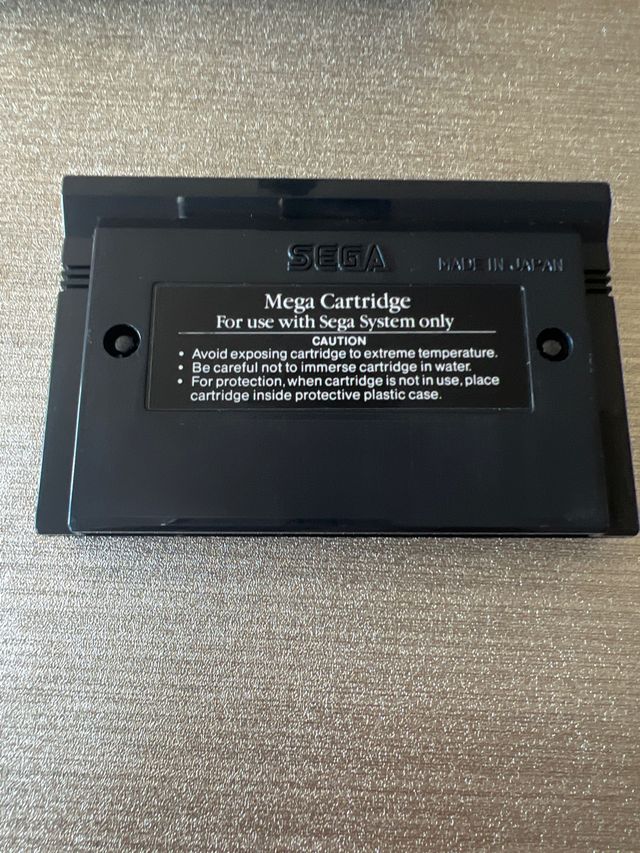 SEGA
MADE IN JAPAN
Mega Cartridge
For use with Sega System only
CAUTION
• Avoid exposing cartridge to extreme temperature.
• Be careful not to immerse cartridge in water.
• For protection, when cartridge is not in use, place
cartridge inside protective plastic case.